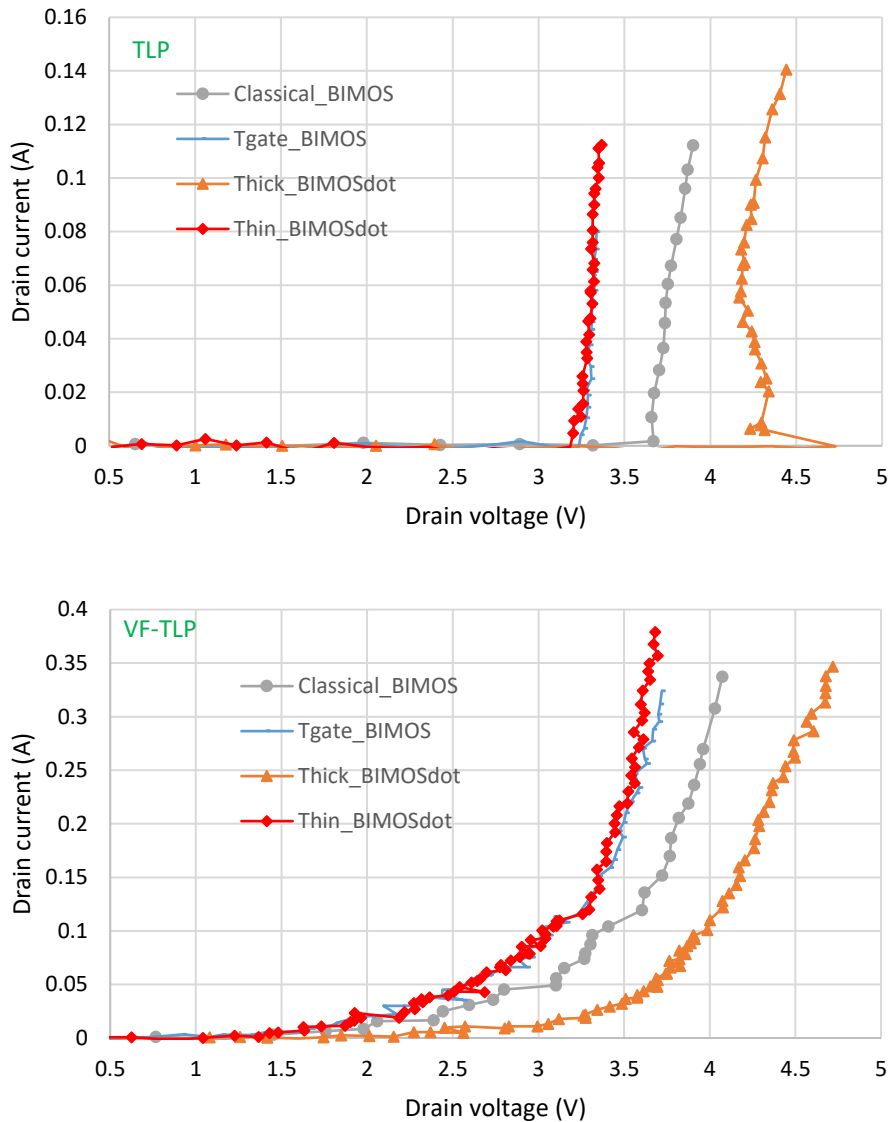 TLP
0.16
0.14
0.12
0.1
0.08
0.06
0.04
0.02
0
Drain current (A)
Classical_BIMOS
Tgate_BIMOS
Thick_BIMOSdot
Thin_BIMOSdot
0.5 1 1.5 2 2.5 3 3.5 4 4.5 5
Drain voltage (V)
VF-TLP
0.4
0.35
0.3
0.25
0.2
0.15
0.1
0.05
0
Drain current (A)
Classical_BIMOS
Tgate_BIMOS
Thick_BIMOSdot
Thin_BIMOSdot
0.5 1 1.5 2 2.5 3 3.5 4 4.5 5
Drain voltage (V)